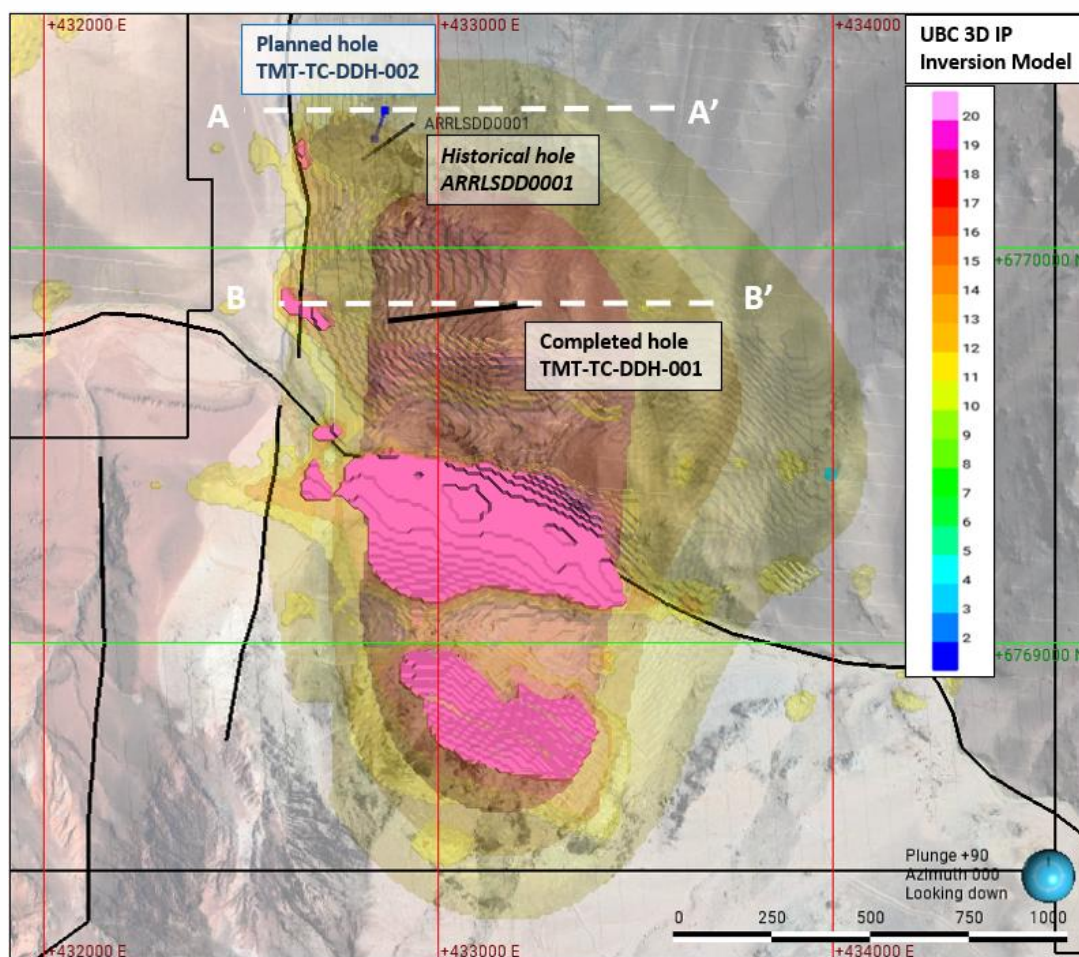 +432000 E
+433000 E
+434000 E
UBC 3D IP
Inversion Model
Planned hole
TMT-TC-DDH-002
A
A’
ARRLSDD0001
Historical hole
ARRLSDD0001
20
19
18
17
16
15
14
13
12
11
10
9
8
7
6
5
4
3
2
+6770000 N
B
B’
Completed hole
TMT-TC-DDH-001
+6769000 N
Plunge +90
Azimuth 000
Looking down
0 250 500 750 1000
+432000 E
+433000 E
+434000 E